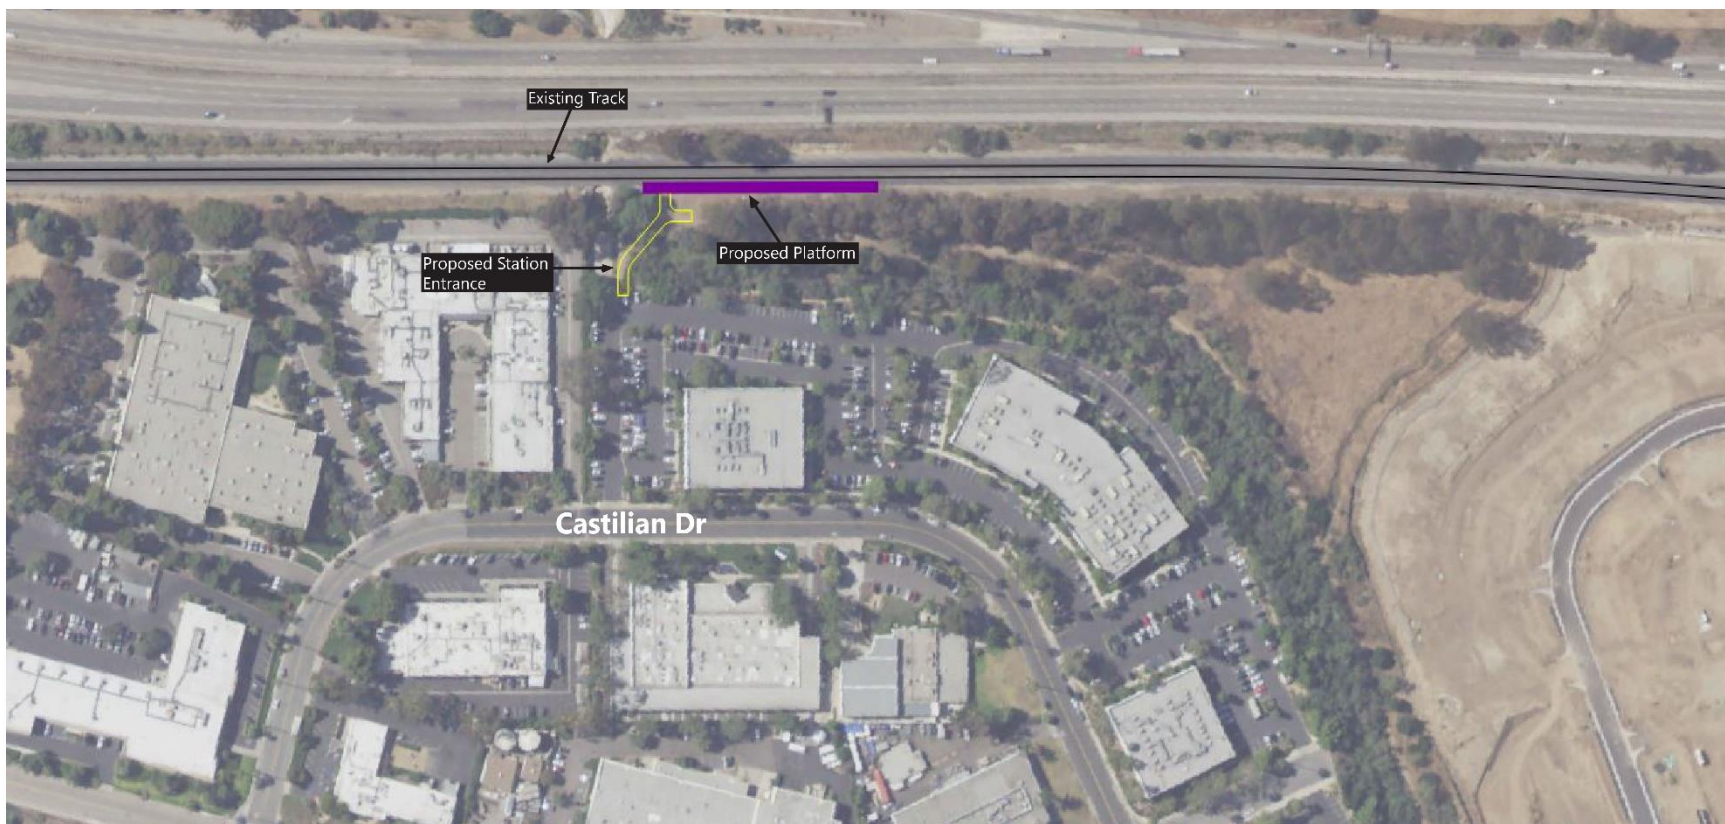 Existing Track
Proposed Platform
Proposed Station
Entrance
Castilian Dr